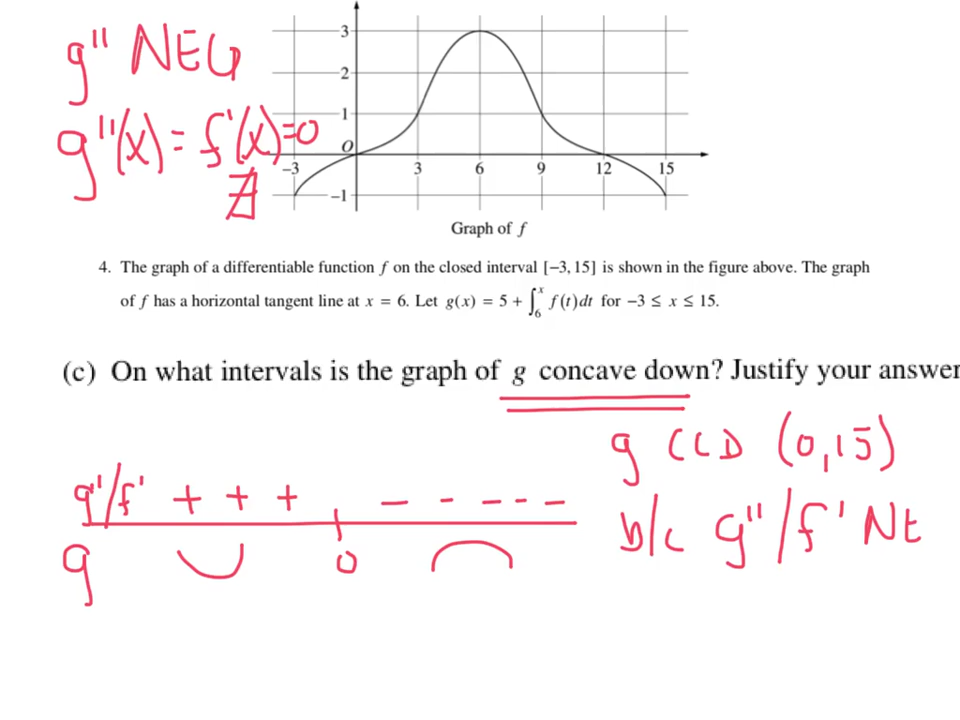 g" NEG
g"(x) = f'(x)=0
3
2
1
O
-3 3 6 9 12 15
-1
Graph of f
4. The graph of a differentiable function f on the closed interval [−3, 15] is shown in the figure above. The graph
of f has a horizontal tangent line at x = 6. Let g(x) = 5 + ∫₆ˣ f(t)dt for −3 ≤ x ≤ 15.
(c) On what intervals is the graph of g concave down? Justify your answer
g CCD (0,15)
g"/f' + + + - - - - -
b/c g"/f' NE
g 0